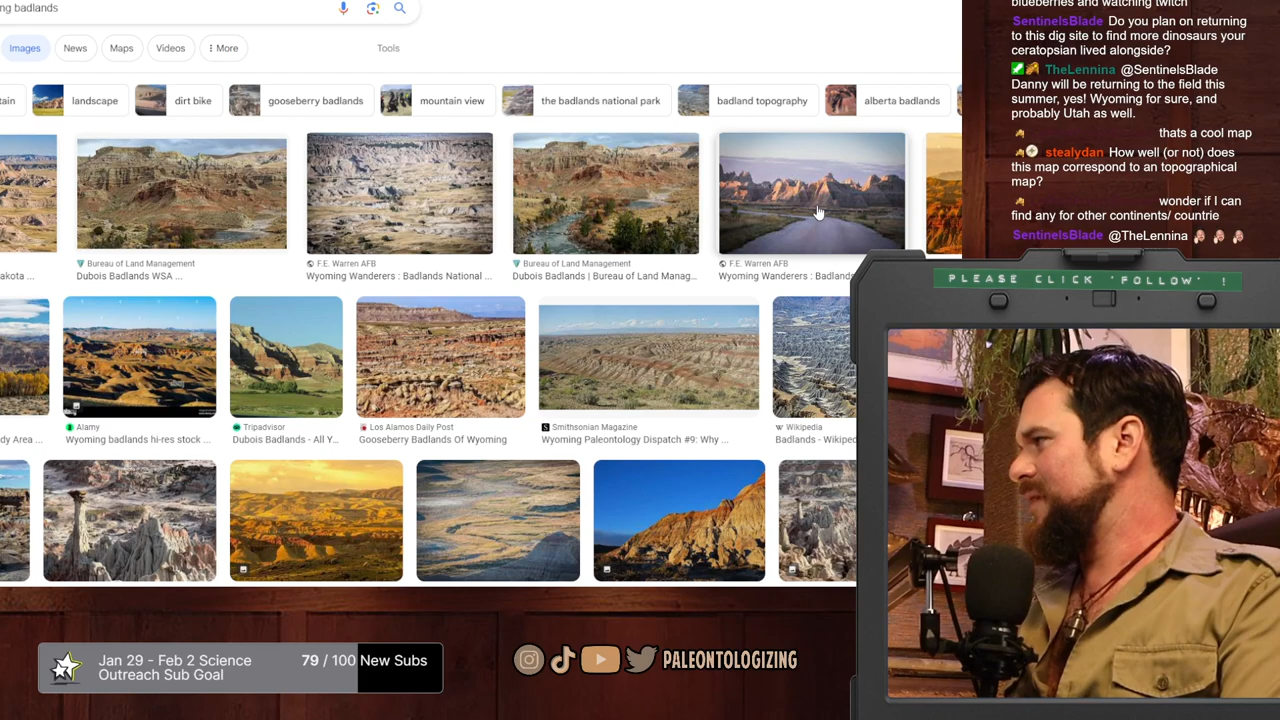 ng badlands
Images
News
Maps
Videos
More
Tools
tain
landscape
dirt bike
gooseberry badlands
mountain view
the badlands national park
badland topography
alberta badlands
Bureau of Land Management
F.E. Warren AFB
Bureau of Land Management
F.E. Warren AFB
akota ...
Dubois Badlands WSA ...
Wyoming Wanderers : Badlands National ...
Dubois Badlands | Bureau of Land Manag...
Wyoming Wanderers : Badlands
Alamy
Tripadvisor
Los Alamos Daily Post
Smithsonian Magazine
Wikipedia
dy Area ...
Wyoming badlands hi-res stock ...
Dubois Badlands - All Y...
Gooseberry Badlands Of Wyoming
Wyoming Paleontology Dispatch #9: Why ...
Badlands - Wikiped
blueberries and watching twitch
SentinelsBlade Do you plan on returning
to this dig site to find more dinosaurs your
ceratopsian lived alongside?
TheLennina @SentinelsBlade
Danny will be returning to the field this
summer, yes! Wyoming for sure, and
probably Utah as well.
thats a cool map
stealydan How well (or not) does
this map correspond to an topographical
map?
wonder if I can
find any for other continents/ countrie
SentinelsBlade @TheLennina
PLEASE CLICK 'FOLLOW' !
Jan 29 - Feb 2 Science
Outreach Sub Goal
79 / 100 New Subs
PALEONTOLOGIZING